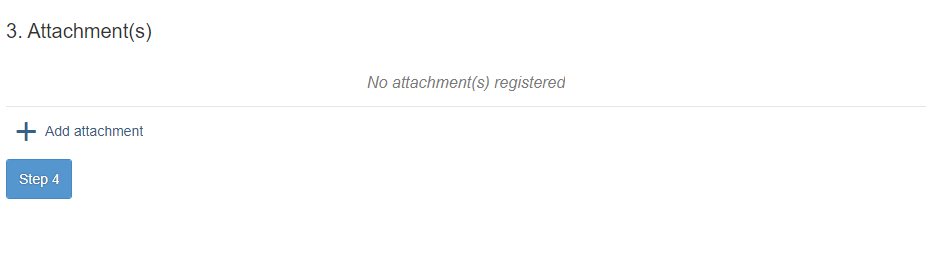 3. Attachment(s)
No attachment(s) registered
Add attachment
Step 4